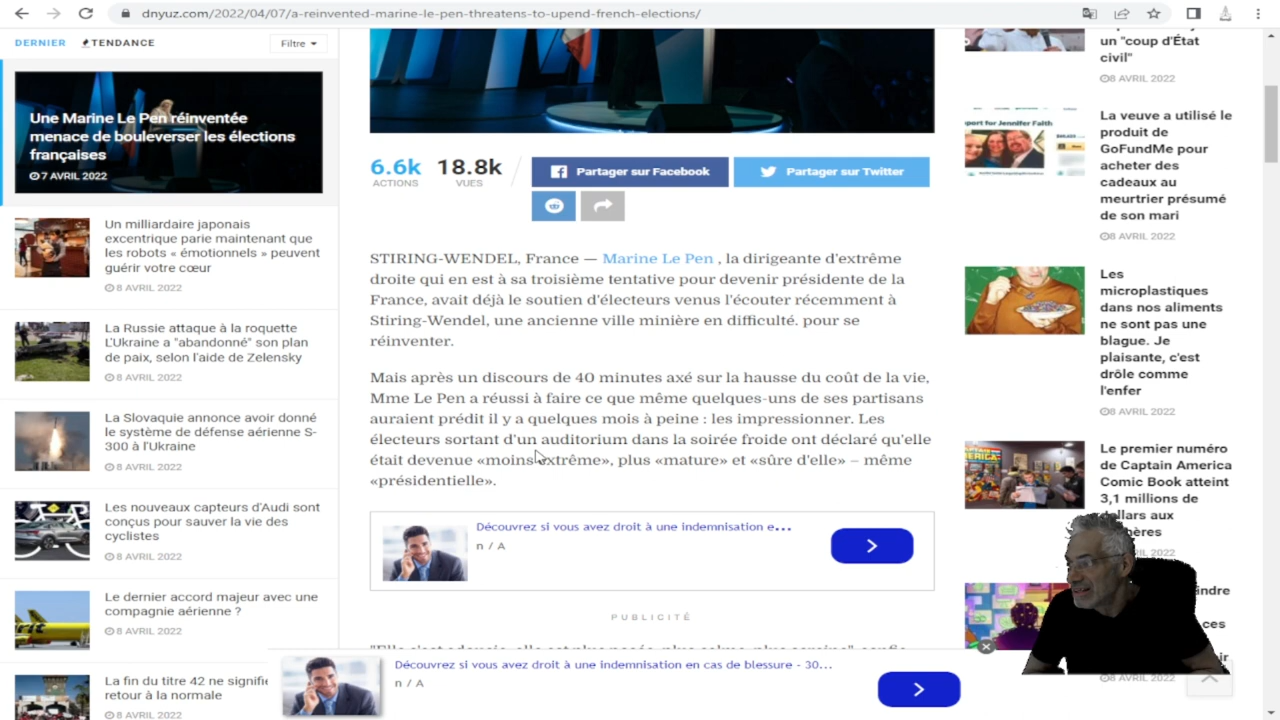 dnyuz.com/2022/04/07/a-reinvented-marine-le-pen-threatens-to-upend-french-elections/
DERNIER
TENDANCE
Filtre
Une Marine Le Pen réinventée
menace de bouleverser les élections
françaises
7 AVRIL 2022
Un milliardaire japonais
excentrique parie maintenant que
les robots « émotionnels » peuvent
guérir votre cœur
8 AVRIL 2022
La Russie attaque à la roquette
L'Ukraine a "abandonné" son plan
de paix, selon l'aide de Zelensky
8 AVRIL 2022
La Slovaquie annonce avoir donné
le système de défense aérienne S-
300 à l'Ukraine
8 AVRIL 2022
Les nouveaux capteurs d'Audi sont
conçus pour sauver la vie des
cyclistes
8 AVRIL 2022
Le dernier accord majeur avec une
compagnie aérienne ?
8 AVRIL 2022
La fin du titre 42 ne signifie
retour à la normale
8 AVRIL 2022
6.6k
ACTIONS
18.8k
VUES
Partager sur Facebook
Partager sur Twitter
STIRING-WENDEL, France — Marine Le Pen , la dirigeante d'extrême
droite qui en est à sa troisième tentative pour devenir présidente de la
France, avait déjà le soutien d'électeurs venus l'écouter récemment à
Stiring-Wendel, une ancienne ville minière en difficulté. pour se
réinventer.
Mais après un discours de 40 minutes axé sur la hausse du coût de la vie,
Mme Le Pen a réussi à faire ce que même quelques-uns de ses partisans
auraient prédit il y a quelques mois à peine : les impressionner. Les
électeurs sortant d'un auditorium dans la soirée froide ont déclaré qu'elle
était devenue «moins extrême», plus «mature» et «sûre d'elle» – même
«présidentielle».
Découvrez si vous avez droit à une indemnisation e...
n / A
PUBLICITÉ
Découvrez si vous avez droit à une indemnisation en cas de blessure - 30...
n / A
un "coup d'État
civil"
8 AVRIL 2022
port for Jennifer Faith
La veuve a utilisé le
produit de
GoFundMe pour
acheter des
cadeaux au
meurtrier présumé
de son mari
8 AVRIL 2022
Les
microplastiques
dans nos aliments
ne sont pas une
blague. Je
plaisante, c'est
drôle comme
l'enfer
8 AVRIL 2022
Le premier numéro
de Captain America
Comic Book atteint
3,1 millions de
dollars aux
8 AVRIL 2022